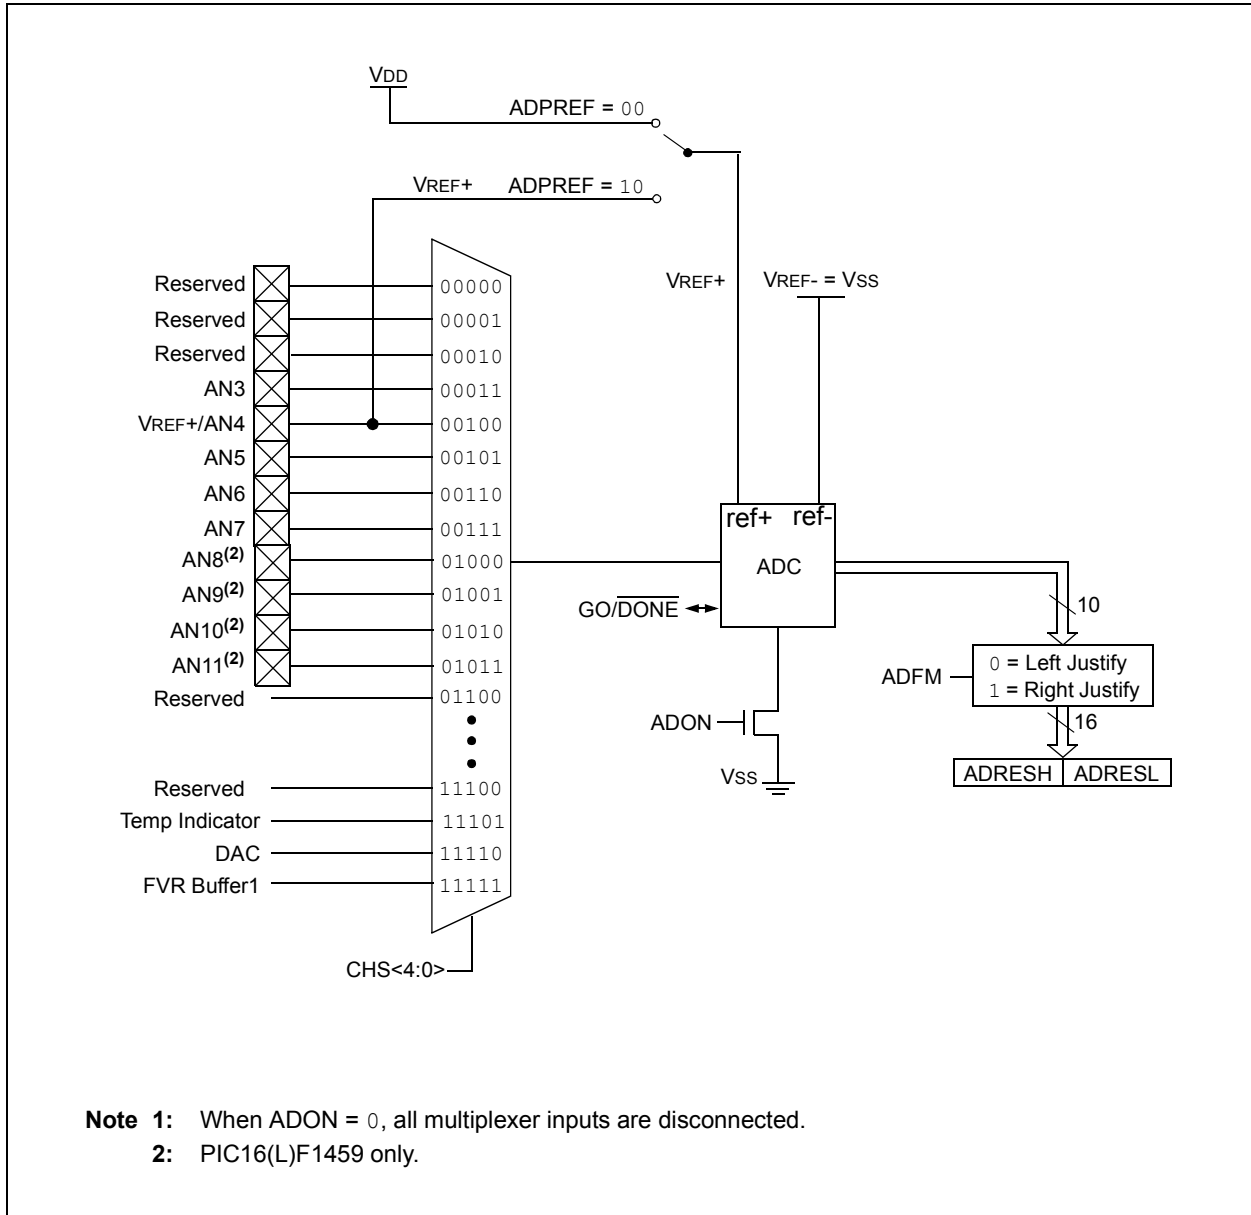 VDD
ADPREF = 00
VREF+ ADPREF = 10
VREF+ VREF- = VSS
Reserved 00000
Reserved 00001
Reserved 00010
AN3 00011
VREF+/AN4 00100
AN5 00101
AN6 00110
AN7 00111
AN8(2) 01000
AN9(2) 01001
AN10(2) 01010
AN11(2) 01011
Reserved 01100
Reserved 11100
Temp Indicator 11101
DAC 11110
FVR Buffer1 11111
CHS<4:0>
ref+ ref-
ADC
GO/DONE
ADON
VSS
10
ADFM
0 = Left Justify
1 = Right Justify
16
ADRESH ADRESL
Note 1: When ADON = 0, all multiplexer inputs are disconnected.
2: PIC16(L)F1459 only.